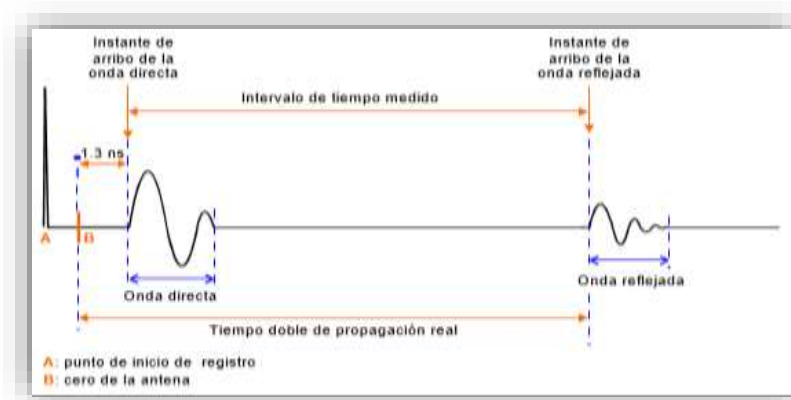 Instante de
arribo de la
onda directa
Instante de
arribo de la
onda reflejada
Intervalo de tiempo medido
1.3 ns
A
B
Onda directa
Onda reflejada
Tiempo doble de propagación real
A: punto de inicio de registro
B: cero de la antena